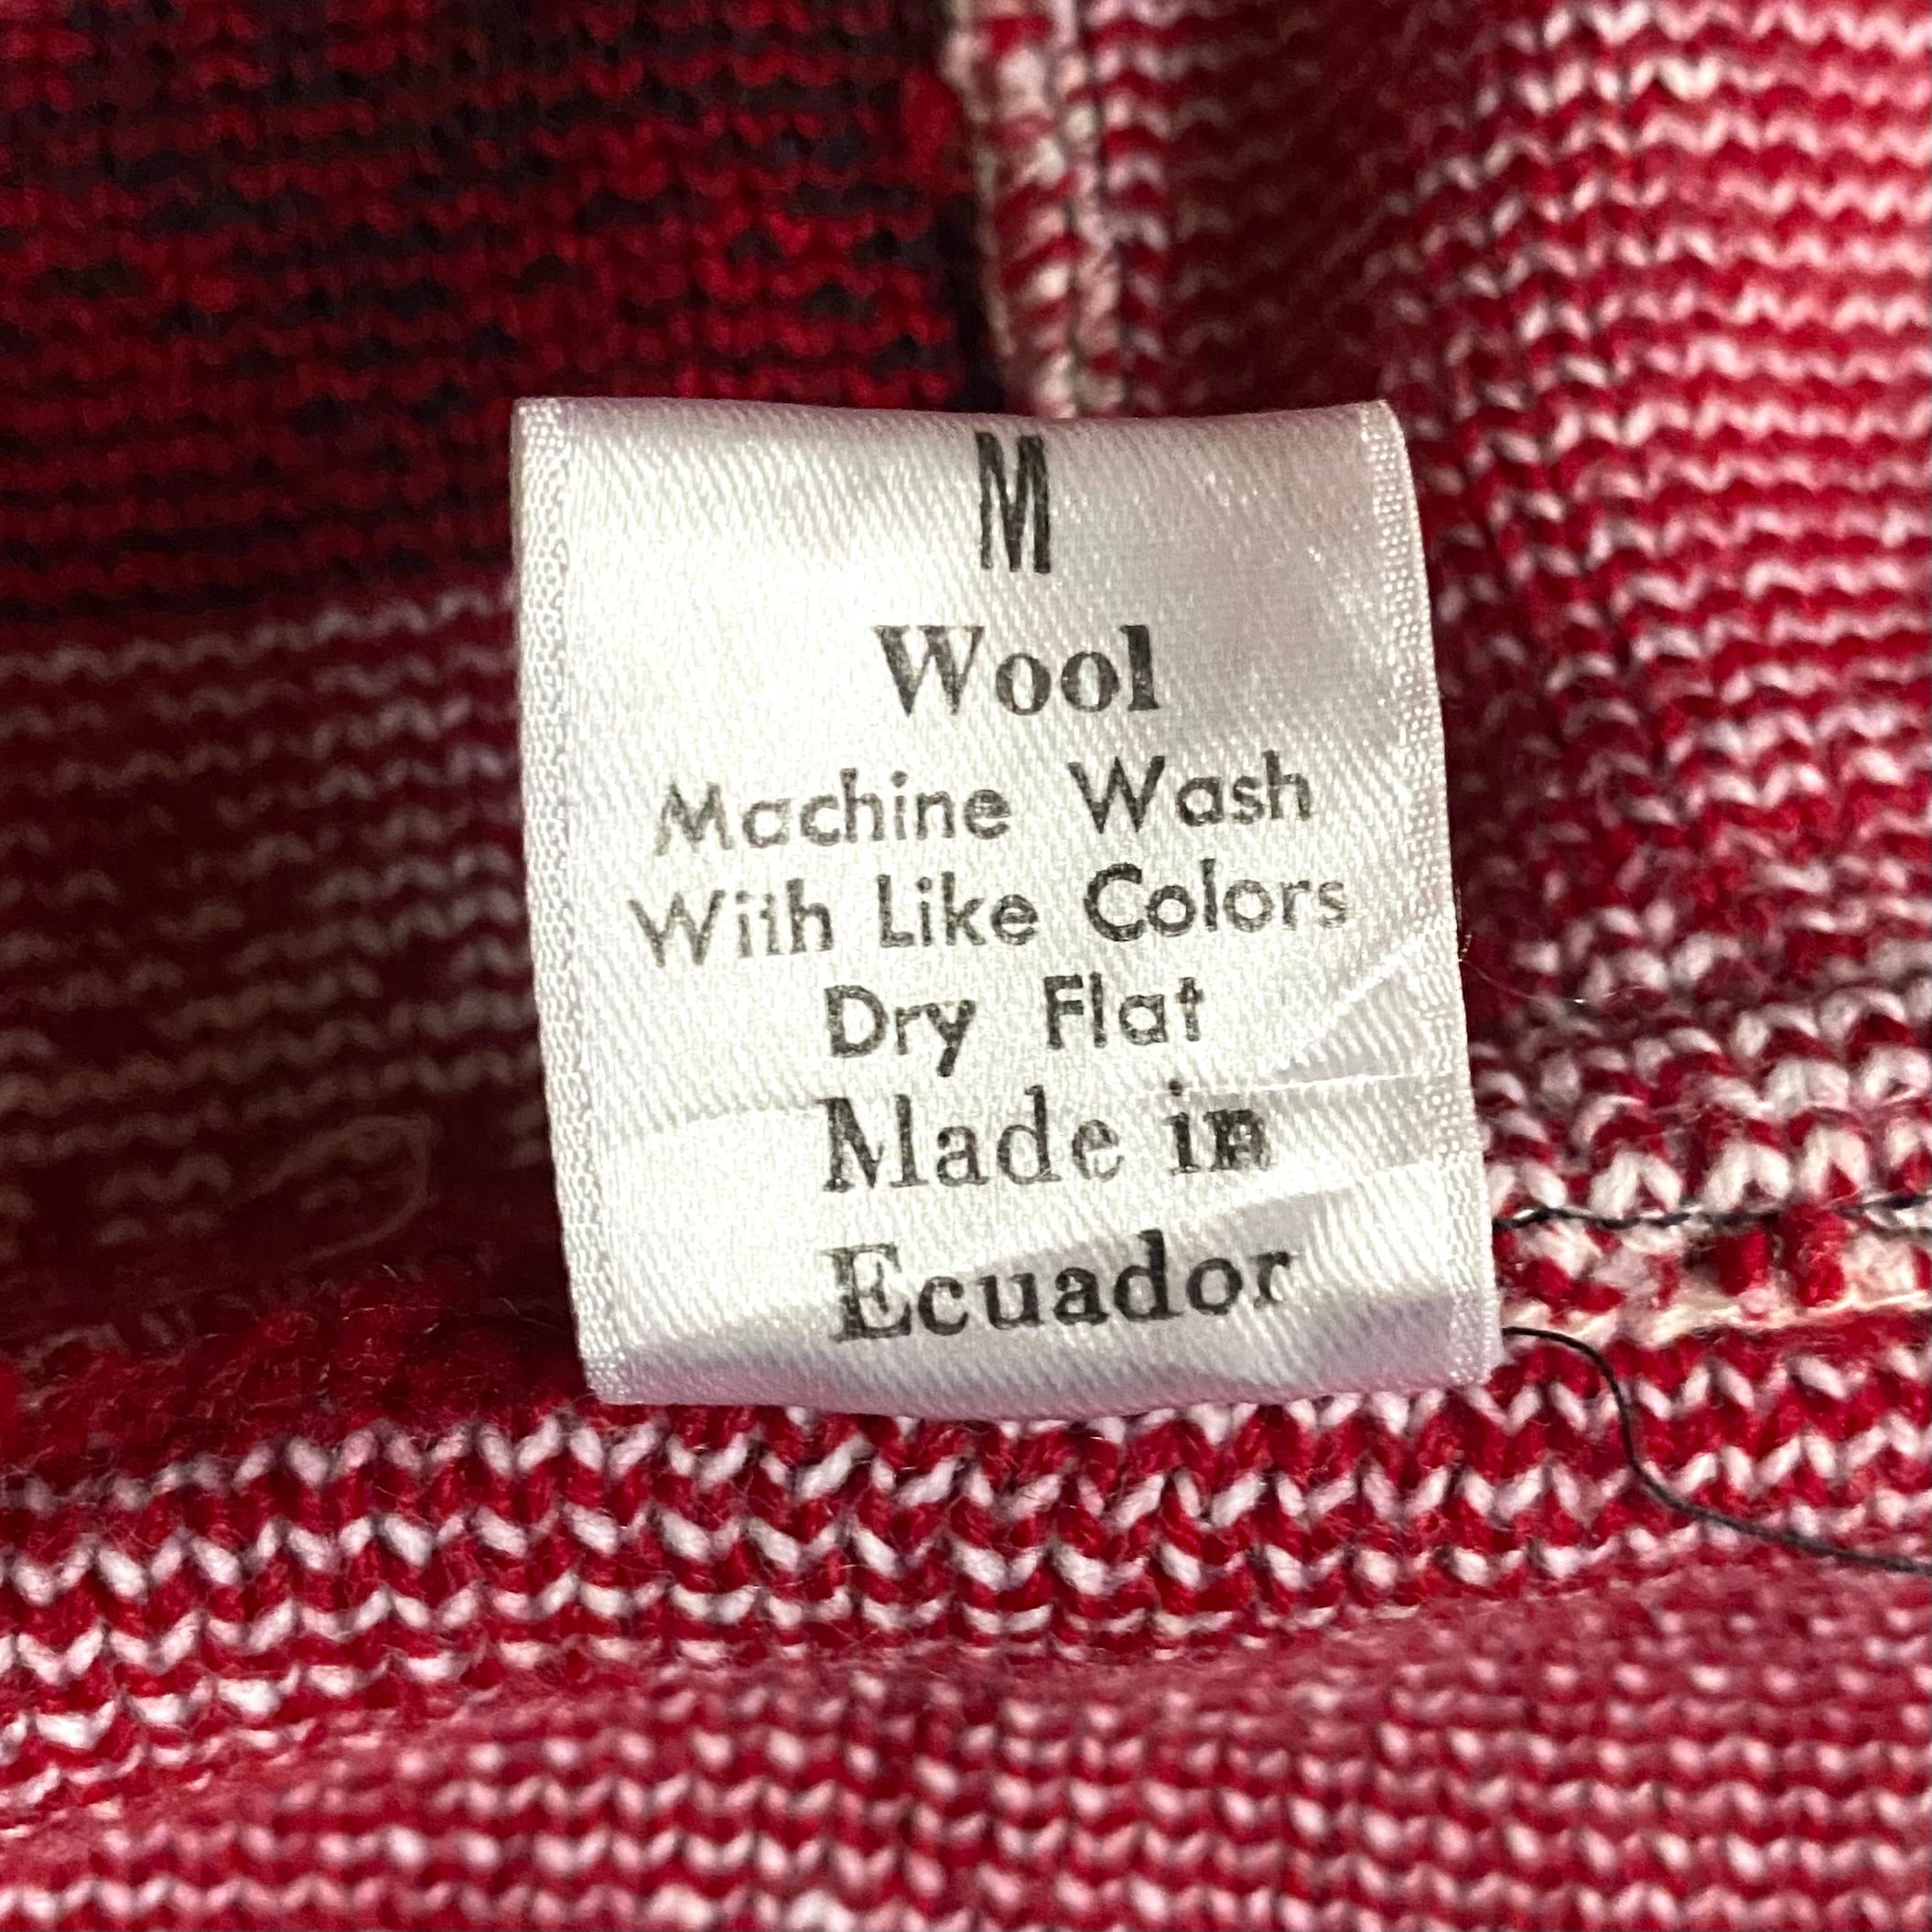 M
Wool
Machine Wash
With Like Colors
Dry Flat
Made in
Ecuador